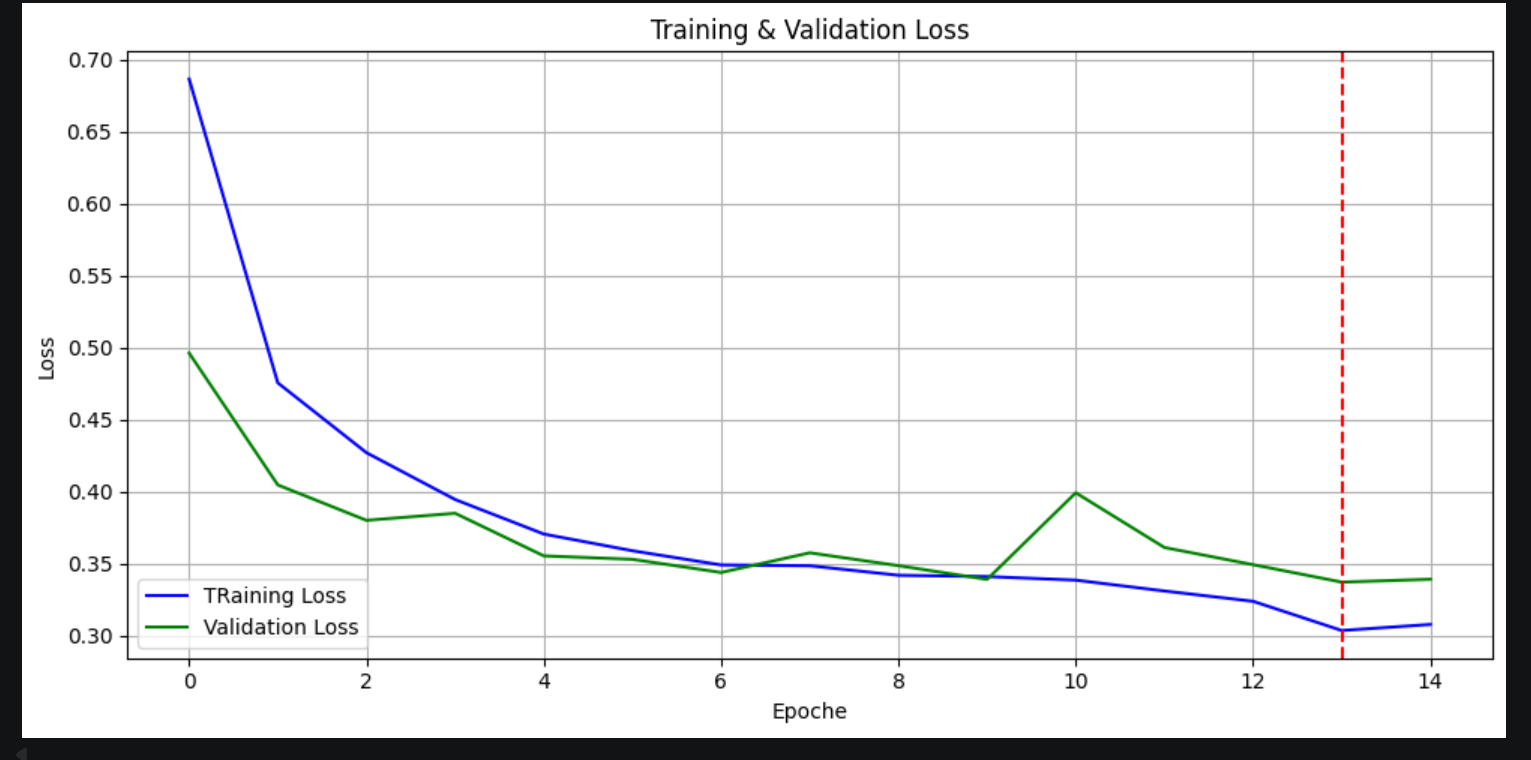 Training & Validation Loss
0.70
0.65
0.60
0.55
0.50
0.45
0.40
0.35
0.30
Loss
TRaining Loss
Validation Loss
0 2 4 6 8 10 12 14
Epoche